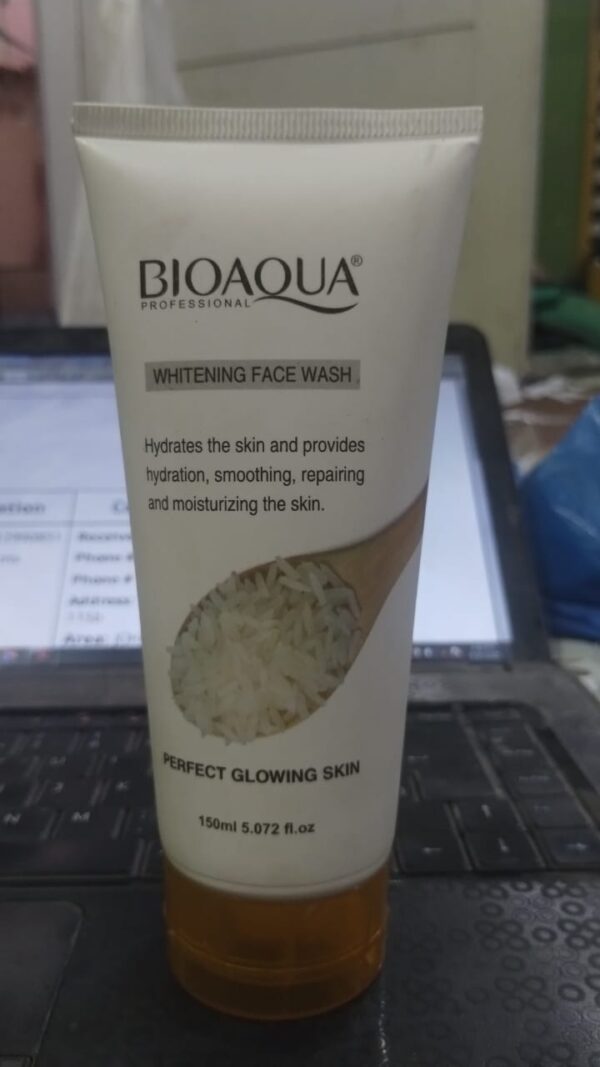 BIOAQUA®
PROFESSIONAL
WHITENING FACE WASH
Hydrates the skin and provides
hydration, smoothing, repairing
and moisturizing the skin.
PERFECT GLOWING SKIN
150ml 5.072 fl.oz